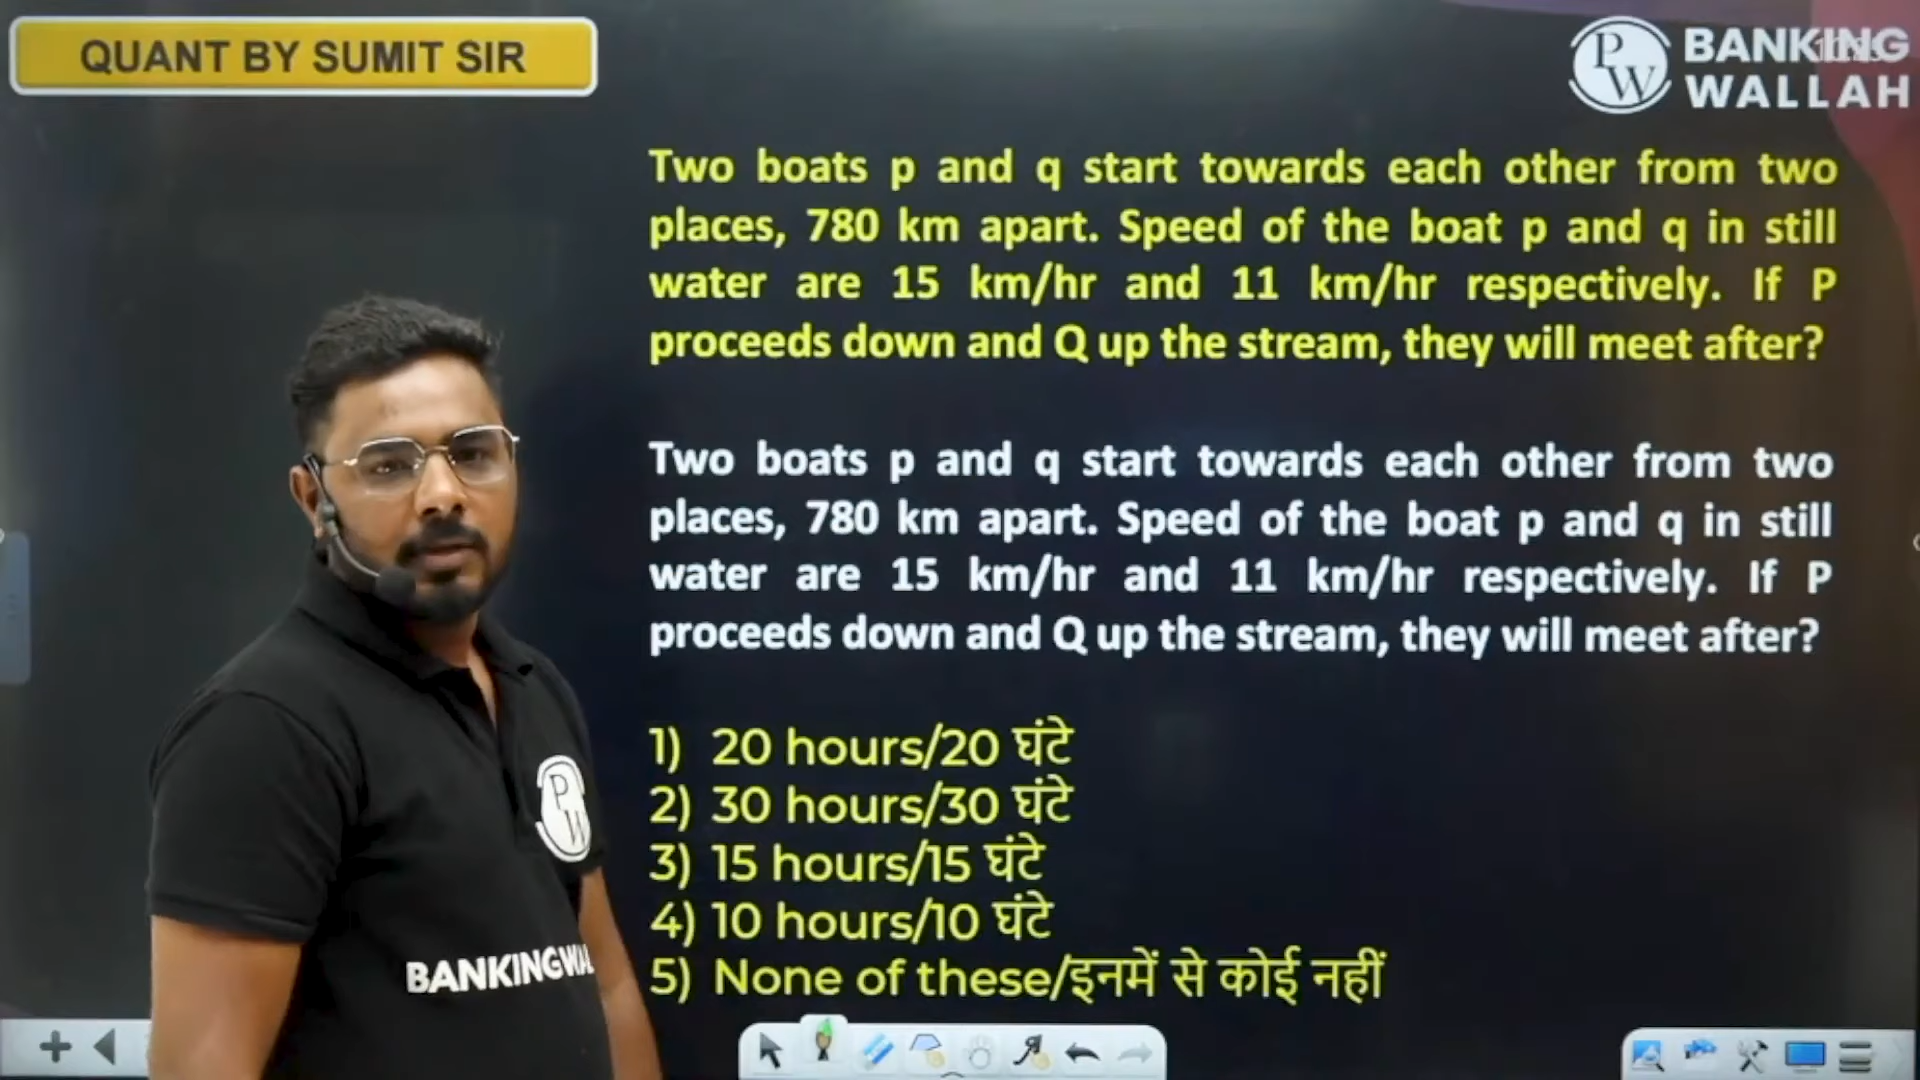 QUANT BY SUMIT SIR
PW
BANKING
WALLAH
Two boats p and q start towards each other from two
places, 780 km apart. Speed of the boat p and q in still
water are 15 km/hr and 11 km/hr respectively. If P
proceeds down and Q up the stream, they will meet after?
Two boats p and q start towards each other from two
places, 780 km apart. Speed of the boat p and q in still
water are 15 km/hr and 11 km/hr respectively. If P
proceeds down and Q up the stream, they will meet after?
1) 20 hours/20 घंटे
2) 30 hours/30 घंटे
3) 15 hours/15 घंटे
4) 10 hours/10 घंटे
5) None of these/इनमें से कोई नहीं
PW
BANKINGWAL